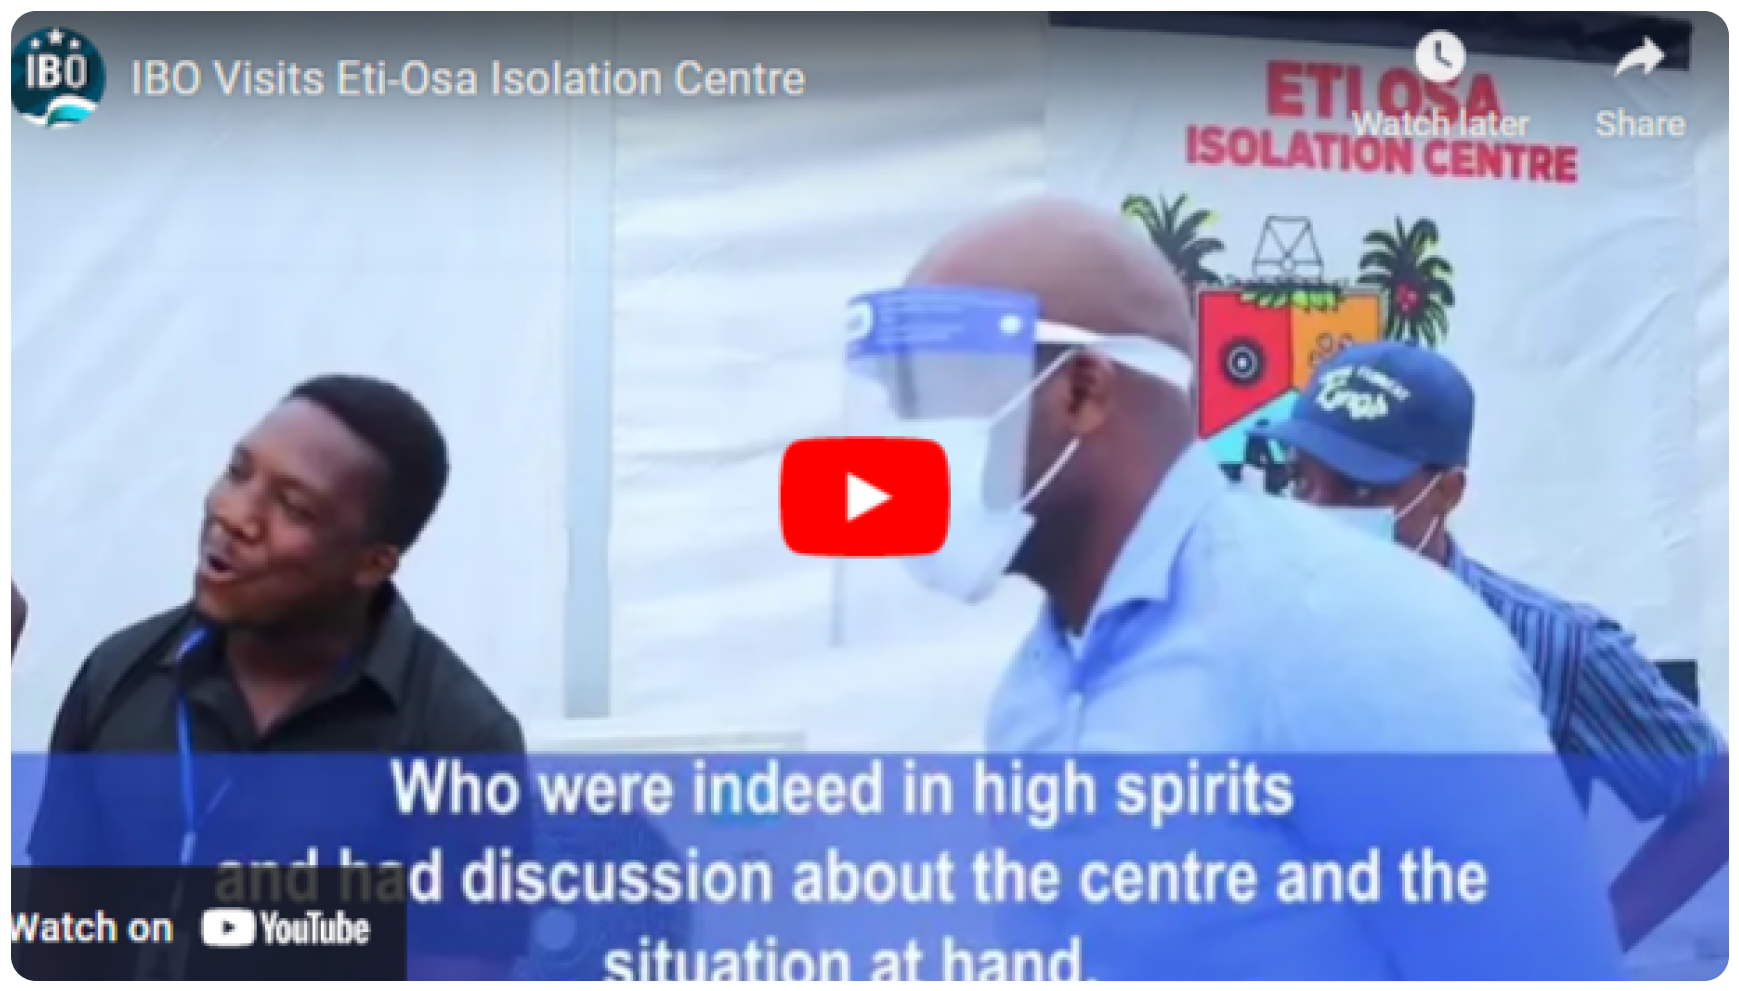 IBO
IBO Visits Eti-Osa Isolation Centre
Watch later
Share
ETI OSA
ISOLATION CENTRE
Kings
Who were indeed in high spirits
and had discussion about the centre and the
situation at hand.
Watch on
YouTube